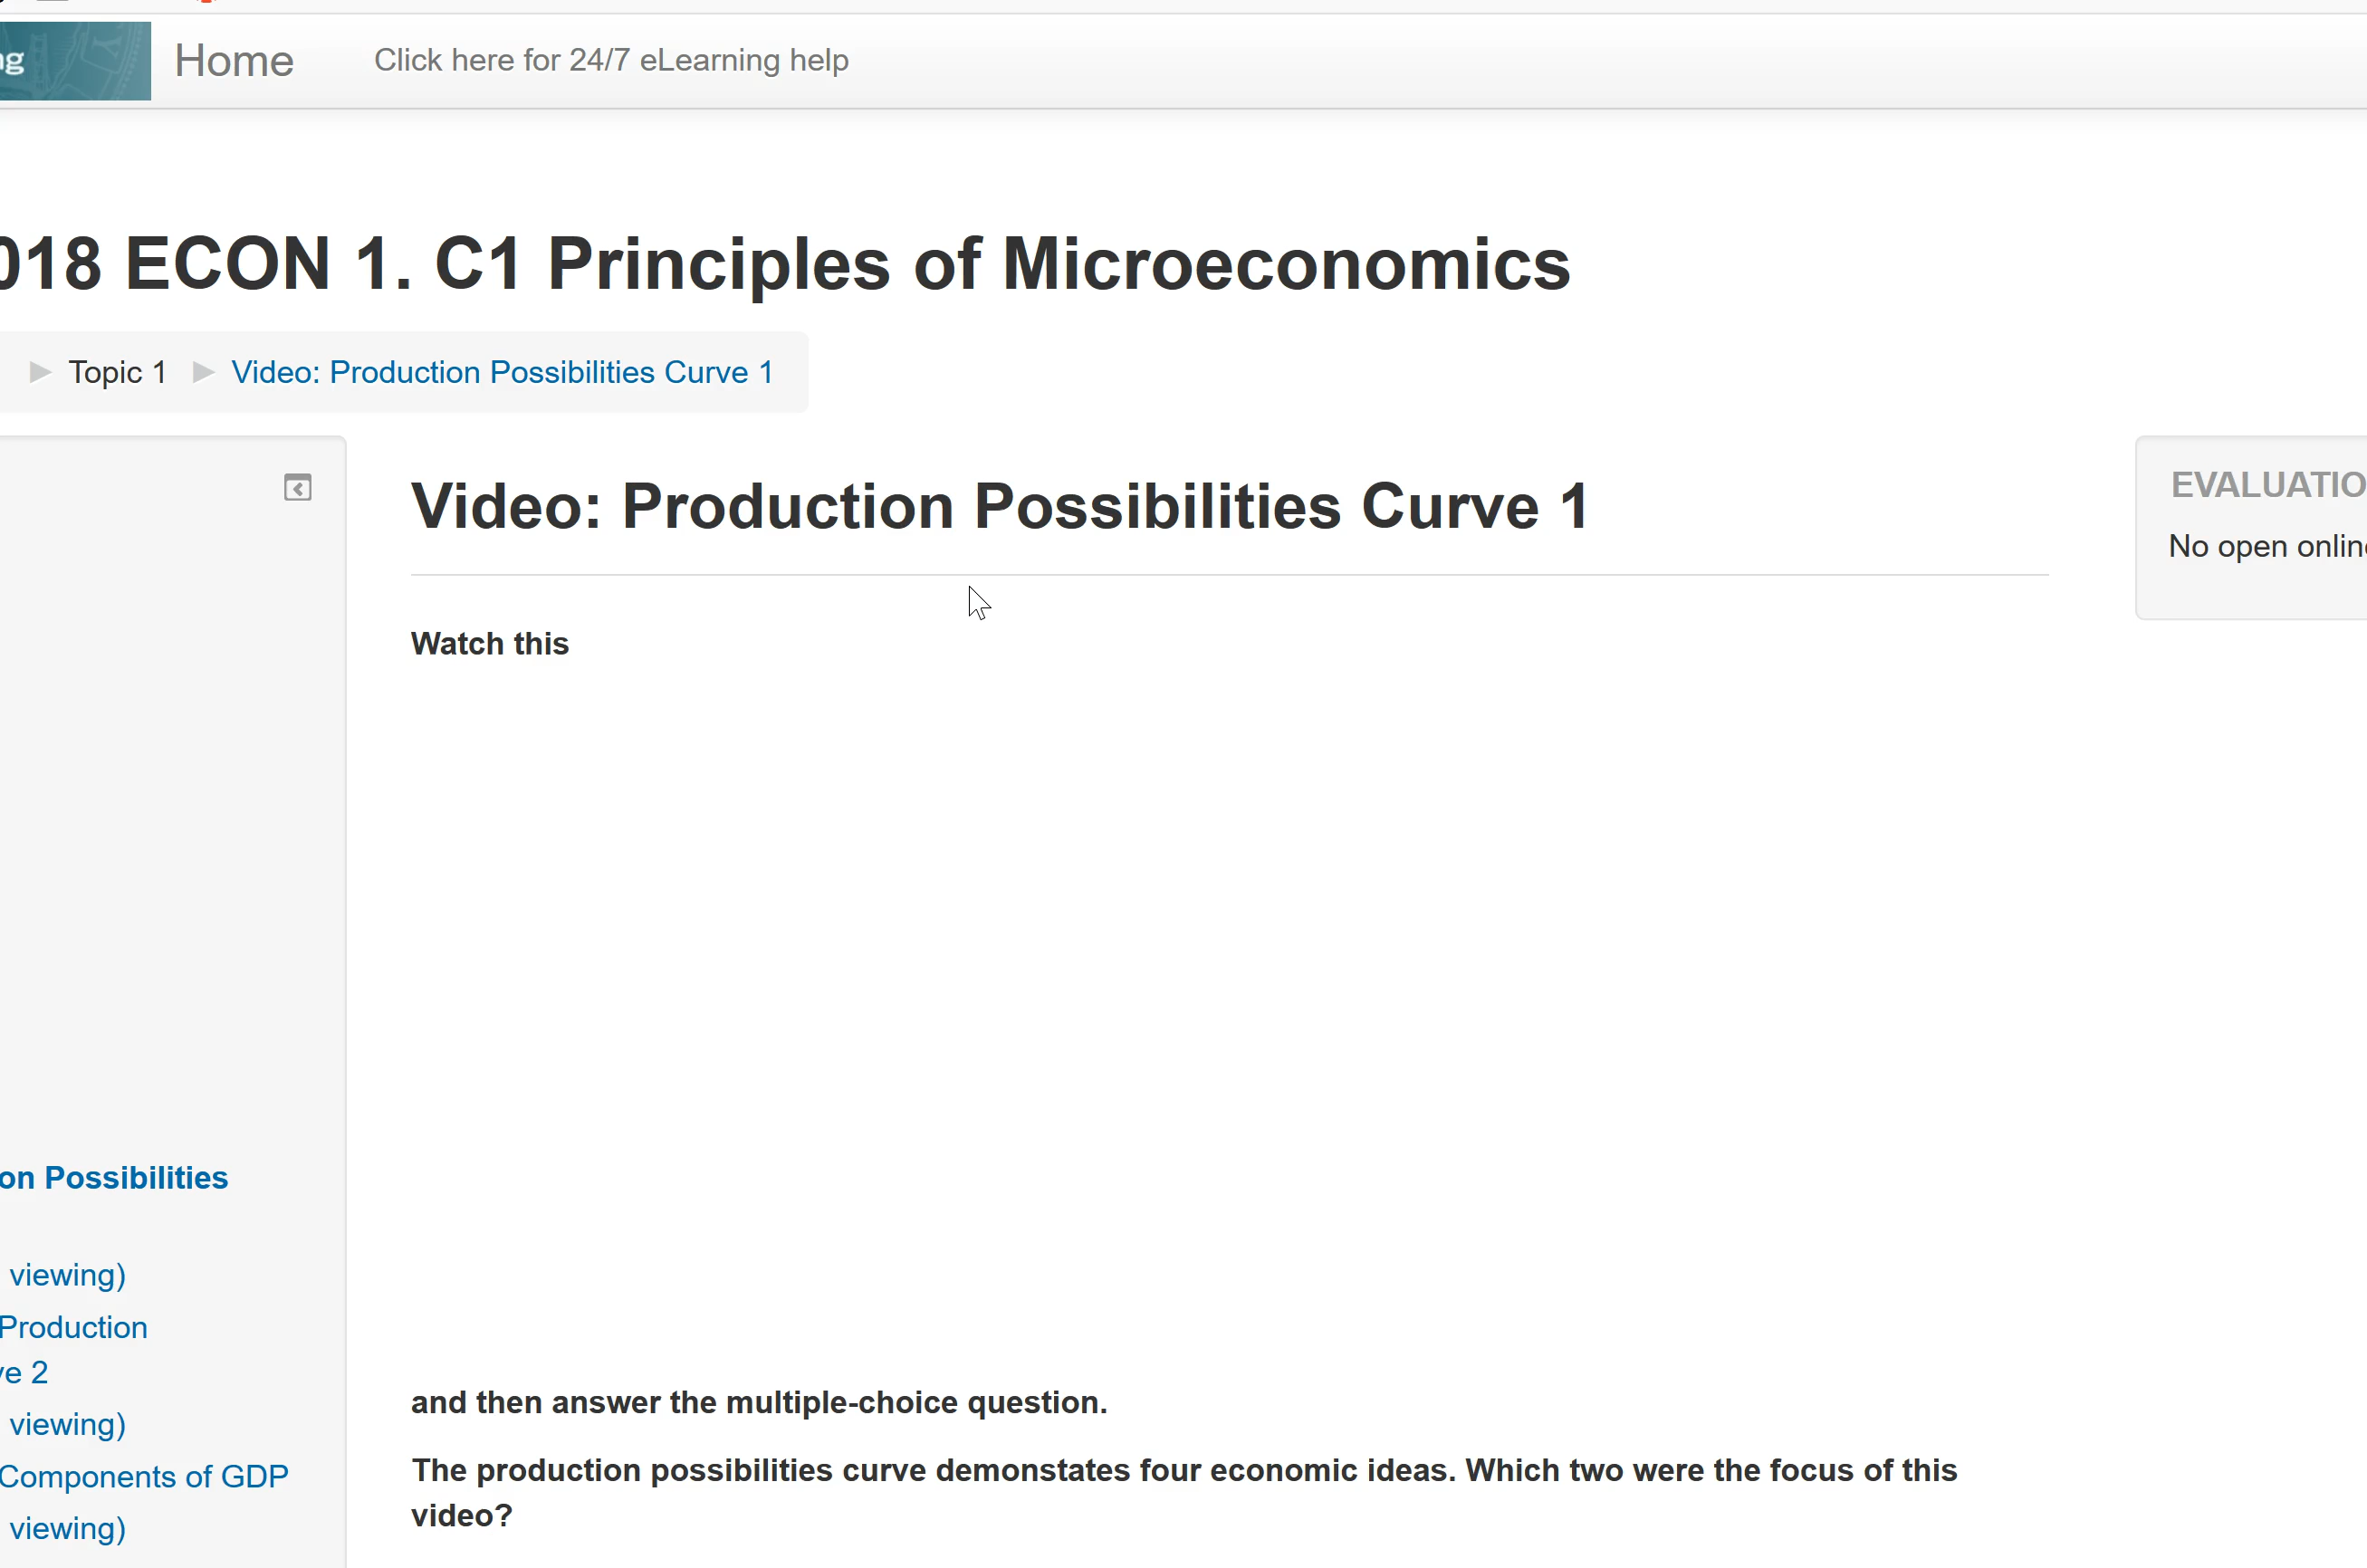 Home
Click here for 24/7 eLearning help
018 ECON 1. C1 Principles of Microeconomics
Topic 1
Video: Production Possibilities Curve 1
Video: Production Possibilities Curve 1
EVALUATIO
No open onlin
Watch this
on Possibilities
viewing)
Production
ve 2
viewing)
Components of GDP
viewing)
and then answer the multiple-choice question.
The production possibilities curve demonstates four economic ideas. Which two were the focus of this
video?